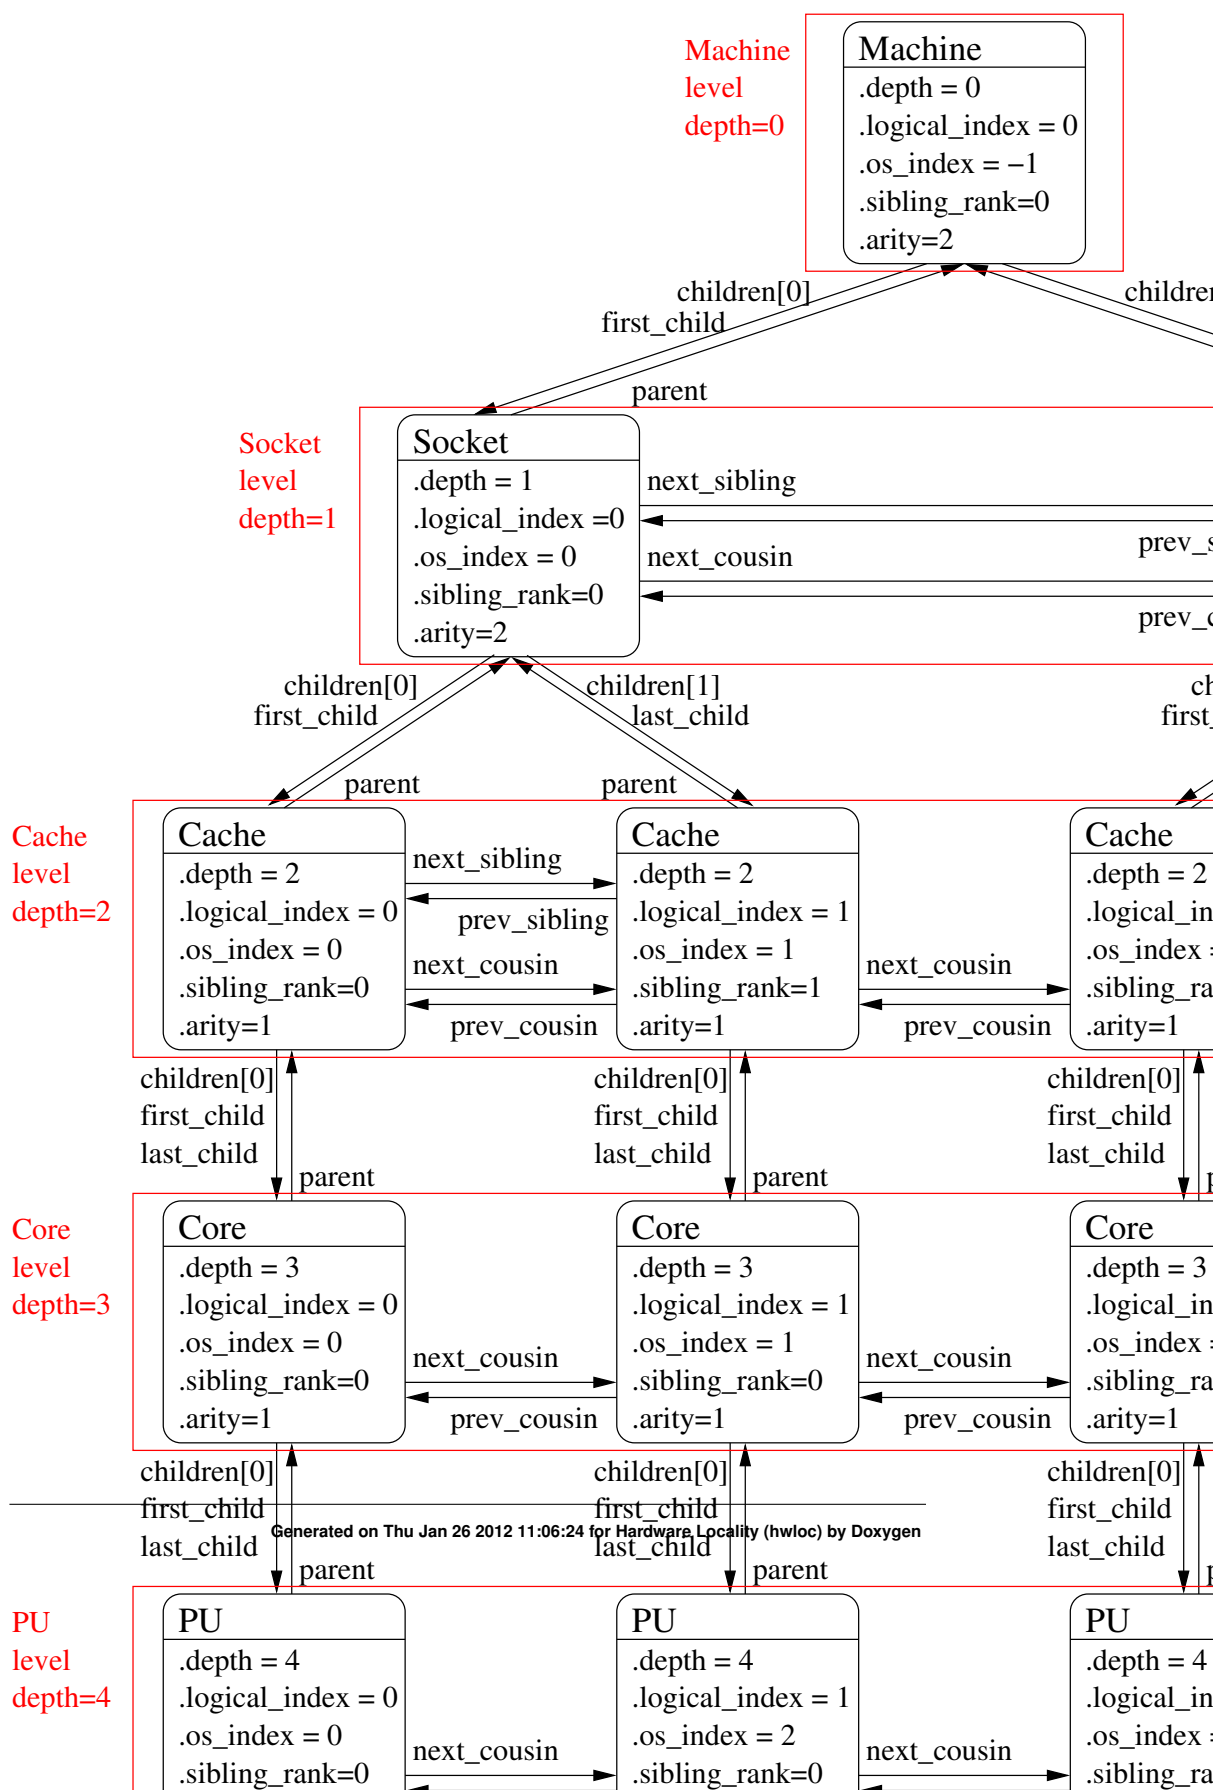 Machine
level
depth=0
Machine
.depth = 0
.logical_index = 0
.os_index = −1
.sibling_rank=0
.arity=2
children[0]
first_child
parent
Socket
level
depth=1
Socket
.depth = 1
.logical_index =0
.os_index = 0
.sibling_rank=0
.arity=2
next_sibling
next_cousin
children[0]
first_child
parent
children[1]
last_child
parent
Cache
level
depth=2
Cache
.depth = 2
.logical_index = 0
.os_index = 0
.sibling_rank=0
.arity=1
next_sibling
prev_sibling
next_cousin
prev_cousin
Cache
.depth = 2
.logical_index = 1
.os_index = 1
.sibling_rank=1
.arity=1
next_cousin
prev_cousin
Cache
.depth = 2
.os_index
.arity=1
children[0]
first_child
last_child
parent
children[0]
first_child
last_child
parent
children[0]
first_child
last_child
Core
level
depth=3
Core
.depth = 3
.logical_index = 0
.os_index = 0
.sibling_rank=0
.arity=1
next_cousin
prev_cousin
Core
.depth = 3
.logical_index = 1
.os_index = 1
.sibling_rank=0
.arity=1
next_cousin
prev_cousin
Core
.depth = 3
.os_index
.arity=1
children[0]
first_child
last_child
parent
children[0]
first_child
last_child
parent
children[0]
first_child
last_child
Generated on Thu Jan 26 2012 11:06:24 for Hardware Locality (hwloc) by Doxygen
PU
level
depth=4
PU
.depth = 4
.logical_index = 0
.os_index = 0
.sibling_rank=0
next_cousin
PU
.depth = 4
.logical_index = 1
.os_index = 2
.sibling_rank=0
next_cousin
PU
.depth = 4
.os_index